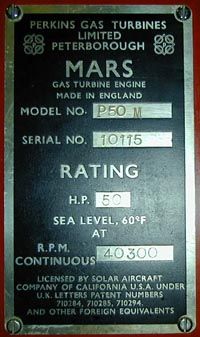 PERKINS GAS TURBINES
LIMITED
PETERBOROUGH
MARS
GAS TURBINE ENGINE
MADE IN ENGLAND
MODEL NO. P50 M
SERIAL NO. 10115
RATING
H.P. 50
SEA LEVEL, 60°F
AT
R.P.M. CONTINUOUS 40300
LICENSED BY SOLAR AIRCRAFT
COMPANY OF CALIFORNIA U.S.A. UNDER
U.K. LETTERS PATENT NUMBERS
710284, 710285, 710294.
AND OTHER FOREIGN EQUIVALENTS